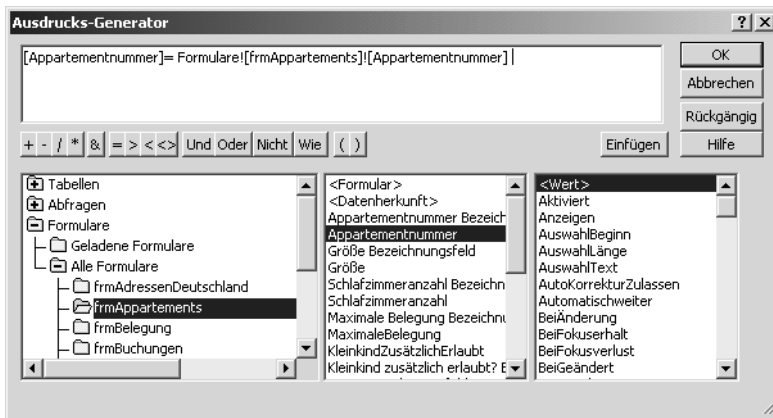 Ausdrucks-Generator
[Appartementnummer]= Formulare![frmAppartements]![Appartementnummer]
OK
Abbrechen
Rückgängig
Hilfe
+ - / * & = > < <> Und Oder Nicht Wie ( )
Einfügen
Tabellen
Abfragen
Formulare
Geladene Formulare
Alle Formulare
frmAdressenDeutschland
frmAppartements
frmBelegung
frmBuchungen
<Formular>
<Datenherkunft>
Appartementnummer Bezeich
Appartementnummer
Größe Bezeichnungsfeld
Größe
Schlafzimmeranzahl Bezeichn
Schlafzimmeranzahl
Maximale Belegung Bezeichnu
MaximaleBelegung
KleinkindZusätzlichErlaubt
Kleinkind zusätzlich erlaubt? B
<Wert>
Aktiviert
Anzeigen
AuswahlBeginn
AuswahlLänge
AuswahlText
AutoKorrekturZulassen
Automatischweiter
BeiÄnderung
BeiFokuserhalt
BeiFokusverlust
BeiGeändert